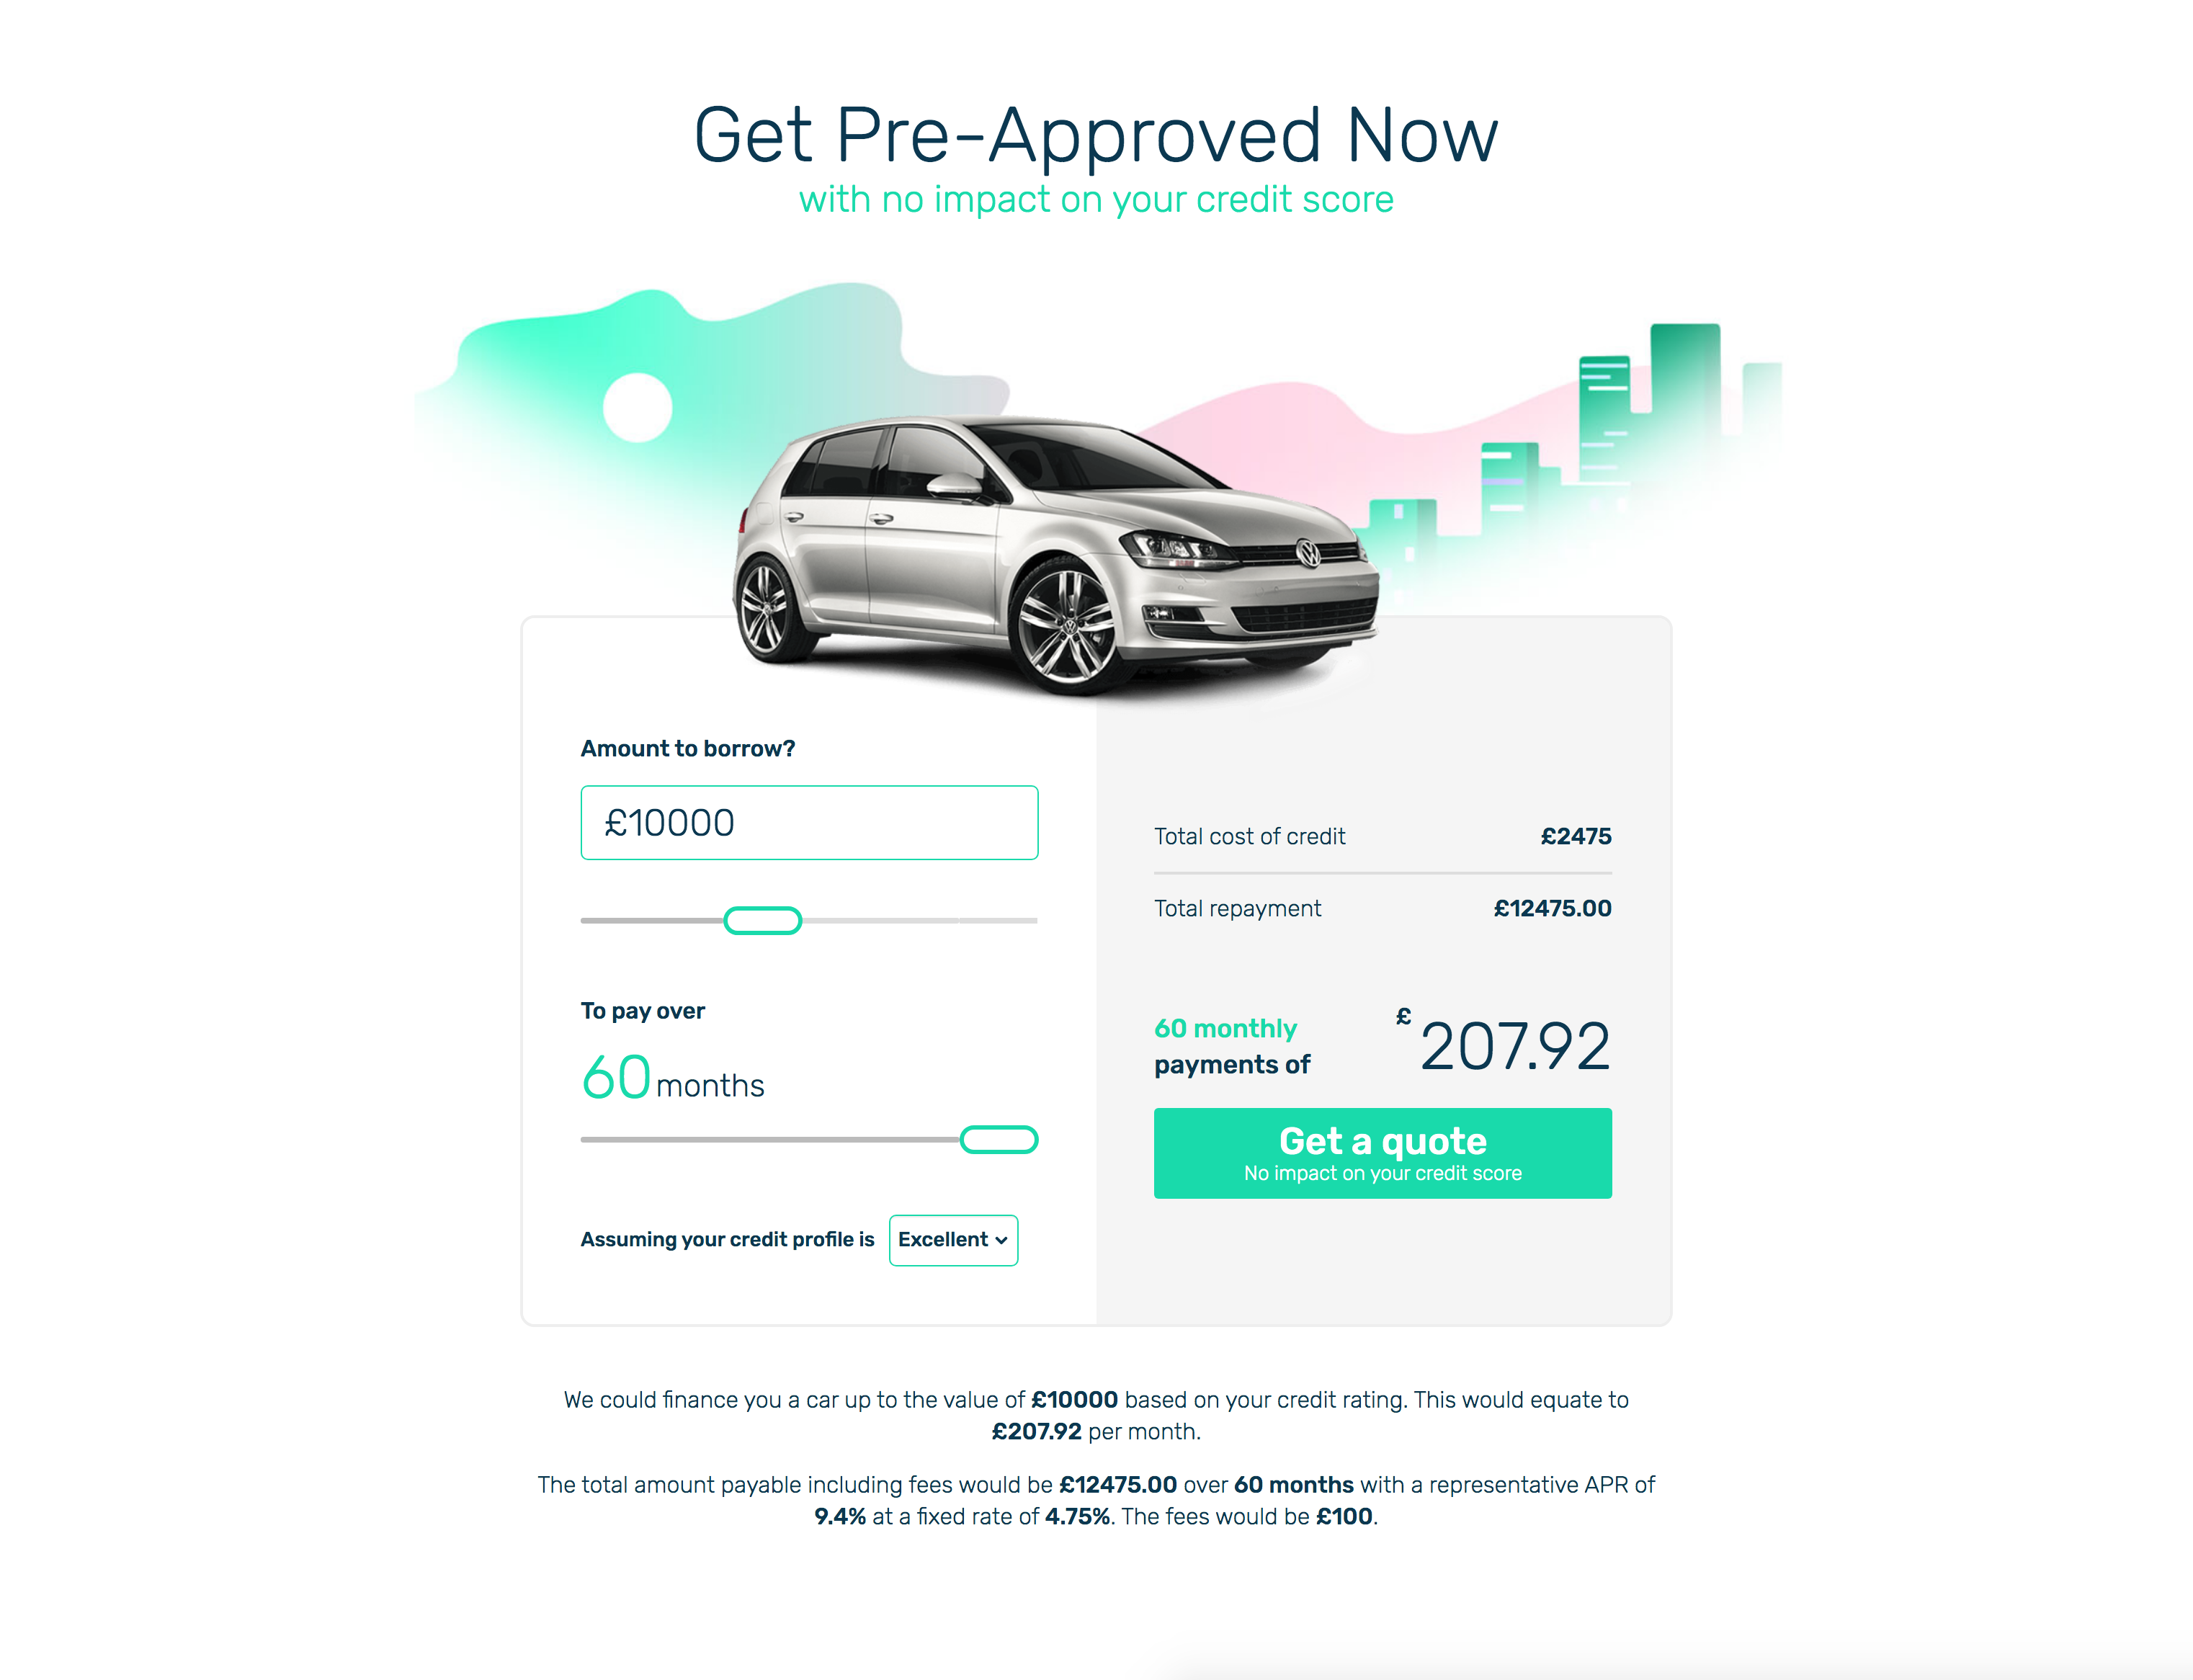 Get Pre-Approved Now
with no impact on your credit score
Amount to borrow?
£10000
To pay over
60 months
Assuming your credit profile is Excellent
Total cost of credit £2475
Total repayment £12475.00
60 monthly
payments of
£207.92
Get a quote
No impact on your credit score
We could finance you a car up to the value of £10000 based on your credit rating. This would equate to
£207.92 per month.
The total amount payable including fees would be £12475.00 over 60 months with a representative APR of
9.4% at a fixed rate of 4.75%. The fees would be £100.